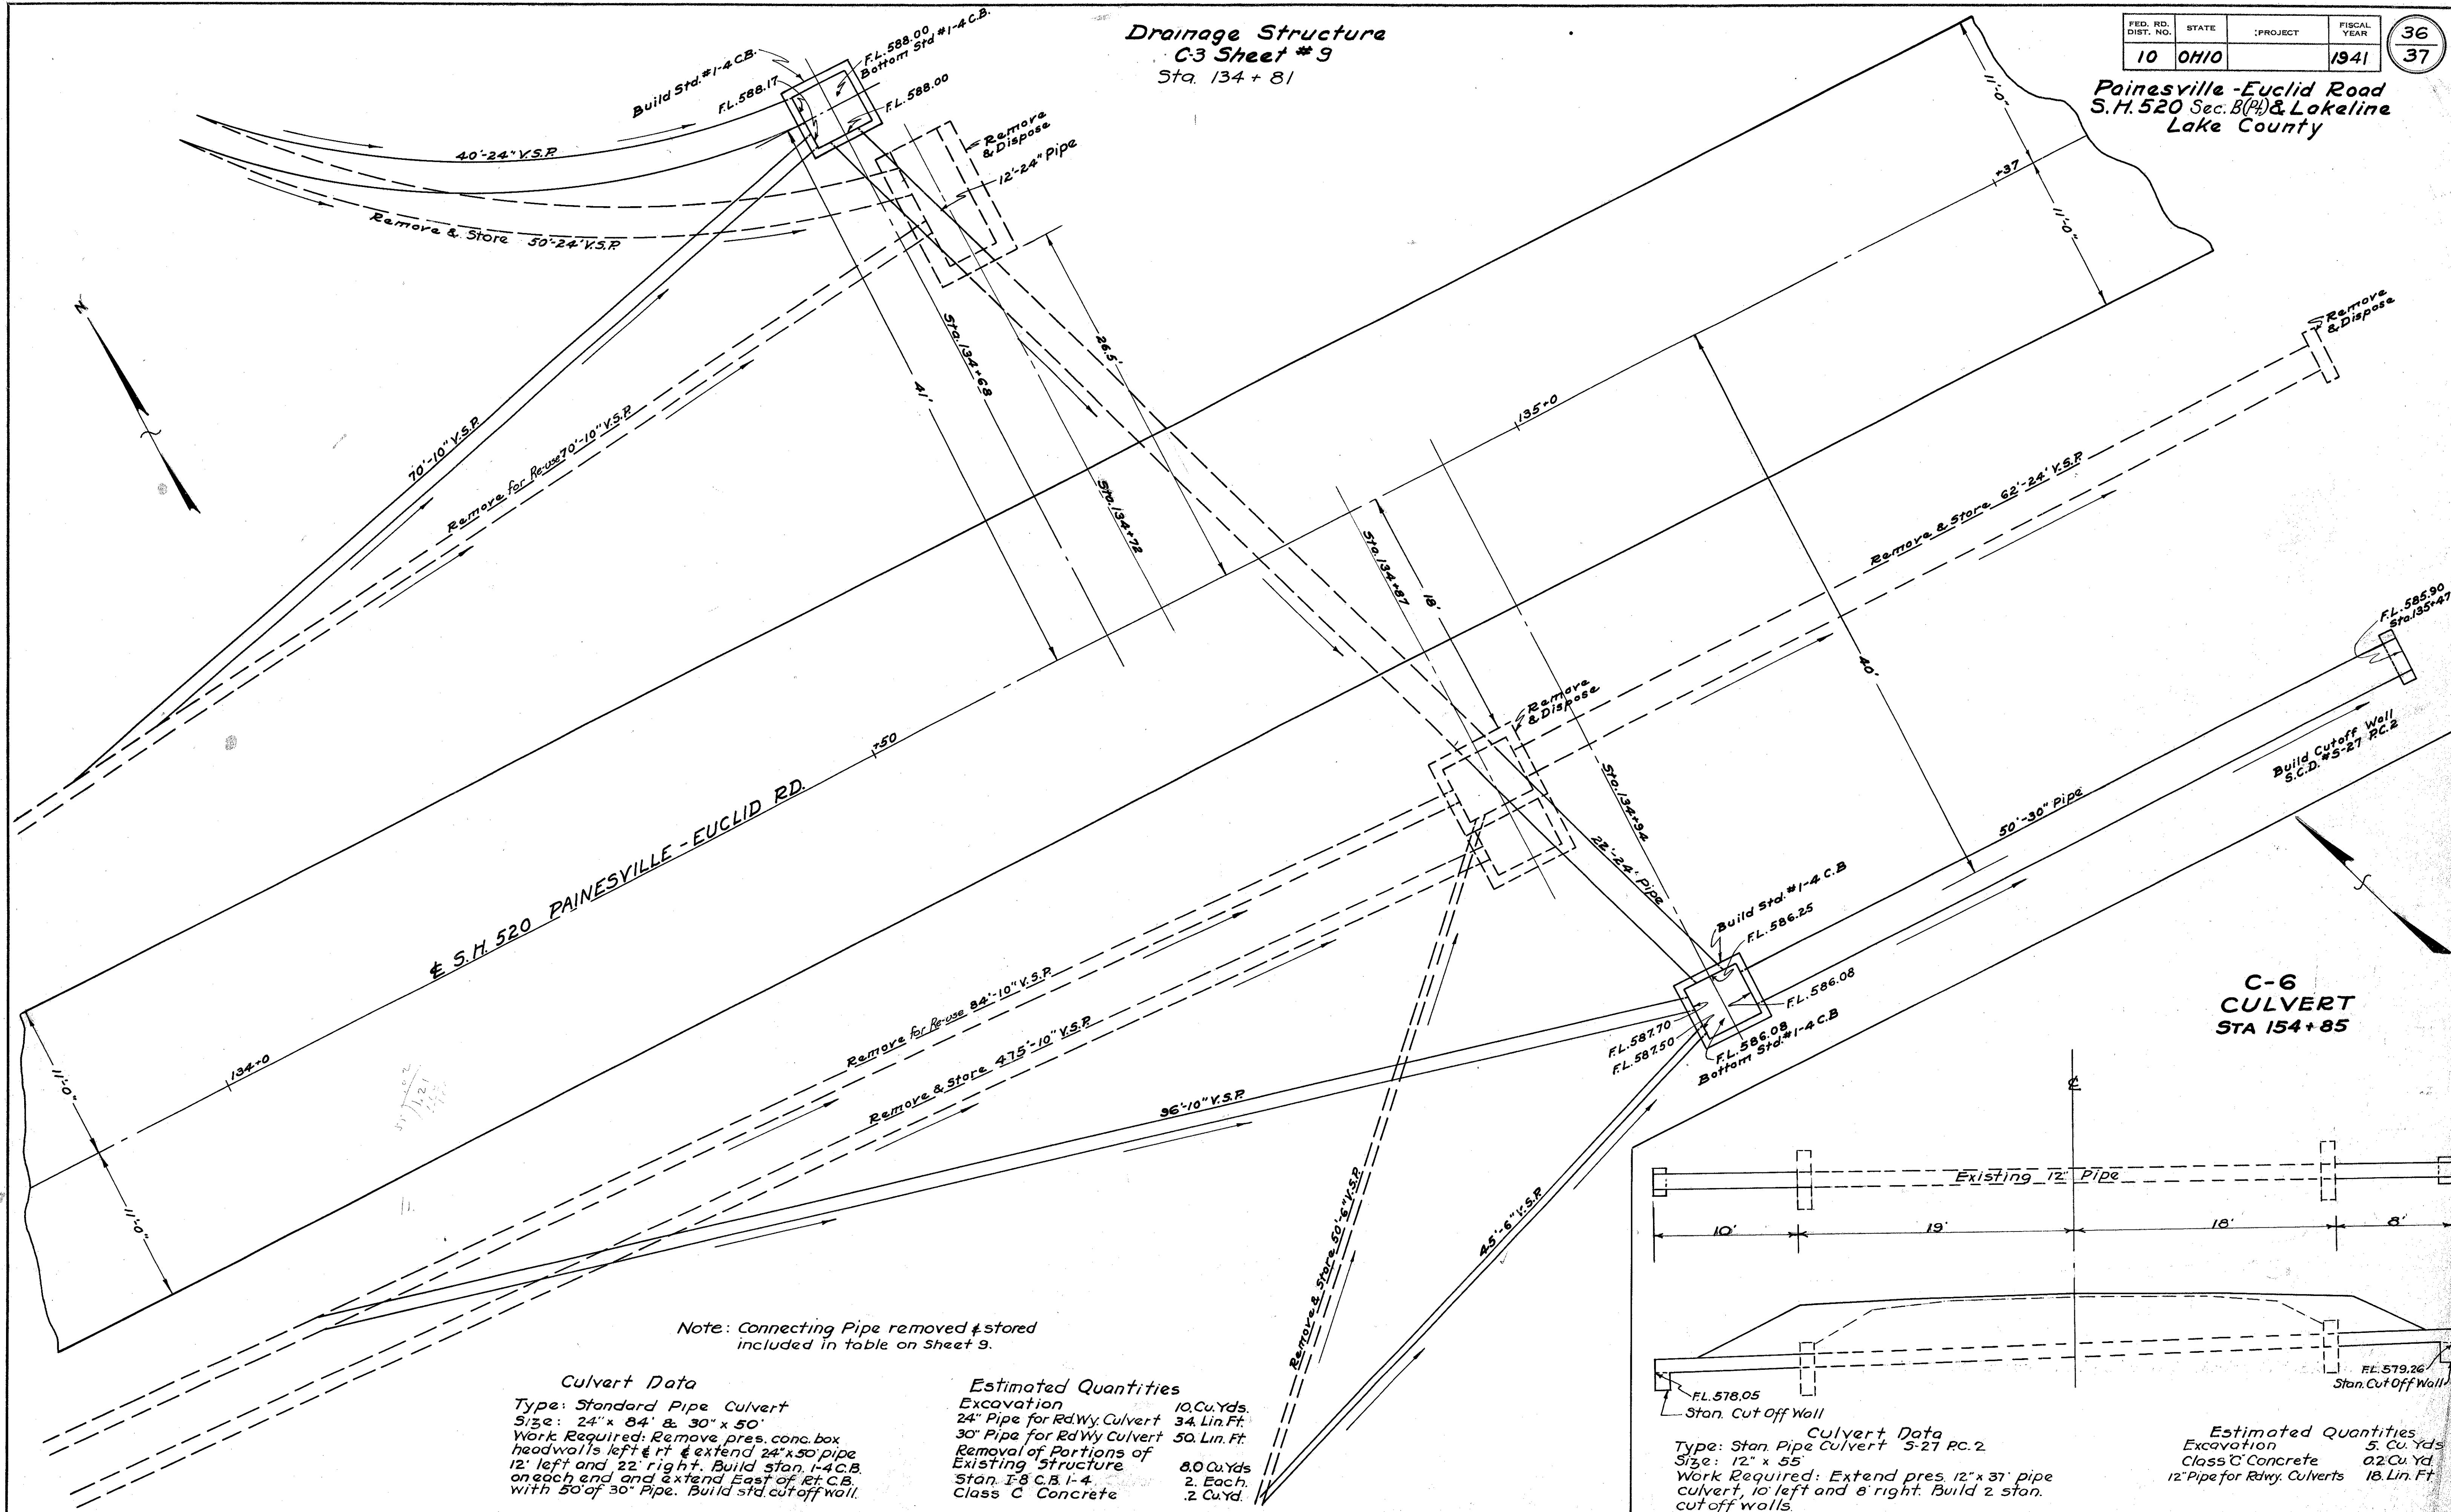 Drainage Structure
C-3 Sheet #9
Sta. 134+81
FED. RD. DIST. NO.
STATE
PROJECT
FISCAL YEAR
10
OHIO
1941
36
37
Painesville-Euclid Road
S.H. 520 Sec. B(Pt.) & Lakeline
Lake County
Build Std. #1-4 C.B.
F.L. 588.17
F.L. 588.00
Bottom Std #1-4 C.B.
F.L. 588.00
40'-24" V.S.P.
Remove & Store 50'-24" V.S.P.
Remove
& Dispose
12'-24" Pipe
N
70'-10" V.S.P.
Remove for Re-use 70'-10" V.S.P.
41'
Sta. 134+68
26.5'
Sta. 134+72
11'-0"
+37
11'-0"
135+0
Sta. 134+87
18'
Sta. 134+94
40'
Remove & Store 62'-24" V.S.P.
Remove
& Dispose
F.L. 585.90
Sta. 135+47
Build Cutoff Wall
S.C.D. #S-27 P.C.2
50'-30" Pipe
Remove
& Dispose
22'-24" Pipe
Build Std. #1-4 C.B
F.L. 586.25
F.L. 586.08
F.L. 587.70
F.L. 587.50
F.L. 586.08
Bottom Std. #1-4 C.B
S
+50
℄ S.H. 520 PAINESVILLE-EUCLID RD.
134+0
11'-0"
11'-0"
Remove for Re-use 84'-10" V.S.P.
Remove & Store 475'-10" V.S.P.
96'-10" V.S.P.
Remove & Store 50'-6" V.S.P.
45'-6" V.S.P.
C-6
CULVERT
STA 154+85
℄
Existing 12" Pipe
10'
19'
18'
8'
F.L. 578.05
Stan. Cut Off Wall
F.L. 579.26
Stan. Cut Off Wall
Note: Connecting Pipe removed & stored
included in table on Sheet 9.
Culvert Data
Type: Standard Pipe Culvert
Size: 24" x 84' & 30" x 50'
Work Required: Remove pres. conc. box
headwalls left & rt & extend 24"x50' pipe
12' left and 22' right. Build stan. 1-4 C.B.
on each end and extend East of Rt. C.B.
with 50' of 30" Pipe. Build std. cut off wall.
Estimated Quantities
Excavation 10. Cu. Yds.
24" Pipe for Rd. Wy. Culvert 34. Lin. Ft.
30" Pipe for Rd Wy Culvert 50. Lin. Ft.
Removal of Portions of
Existing Structure 8.0 Cu. Yds
Stan. I-8 C.B. 1-4 2. Each.
Class C Concrete .2 Cu. Yd.
Culvert Data
Type: Stan. Pipe Culvert S-27 P.C. 2
Size: 12" x 55'
Work Required: Extend pres. 12" x 37' pipe
culvert, 10' left and 8' right. Build 2 stan.
cut off walls.
Estimated Quantities
Excavation 5. Cu. Yds
Class "C" Concrete 0.2 Cu. Yd.
12" Pipe for Rdwy. Culverts 18. Lin. Ft.